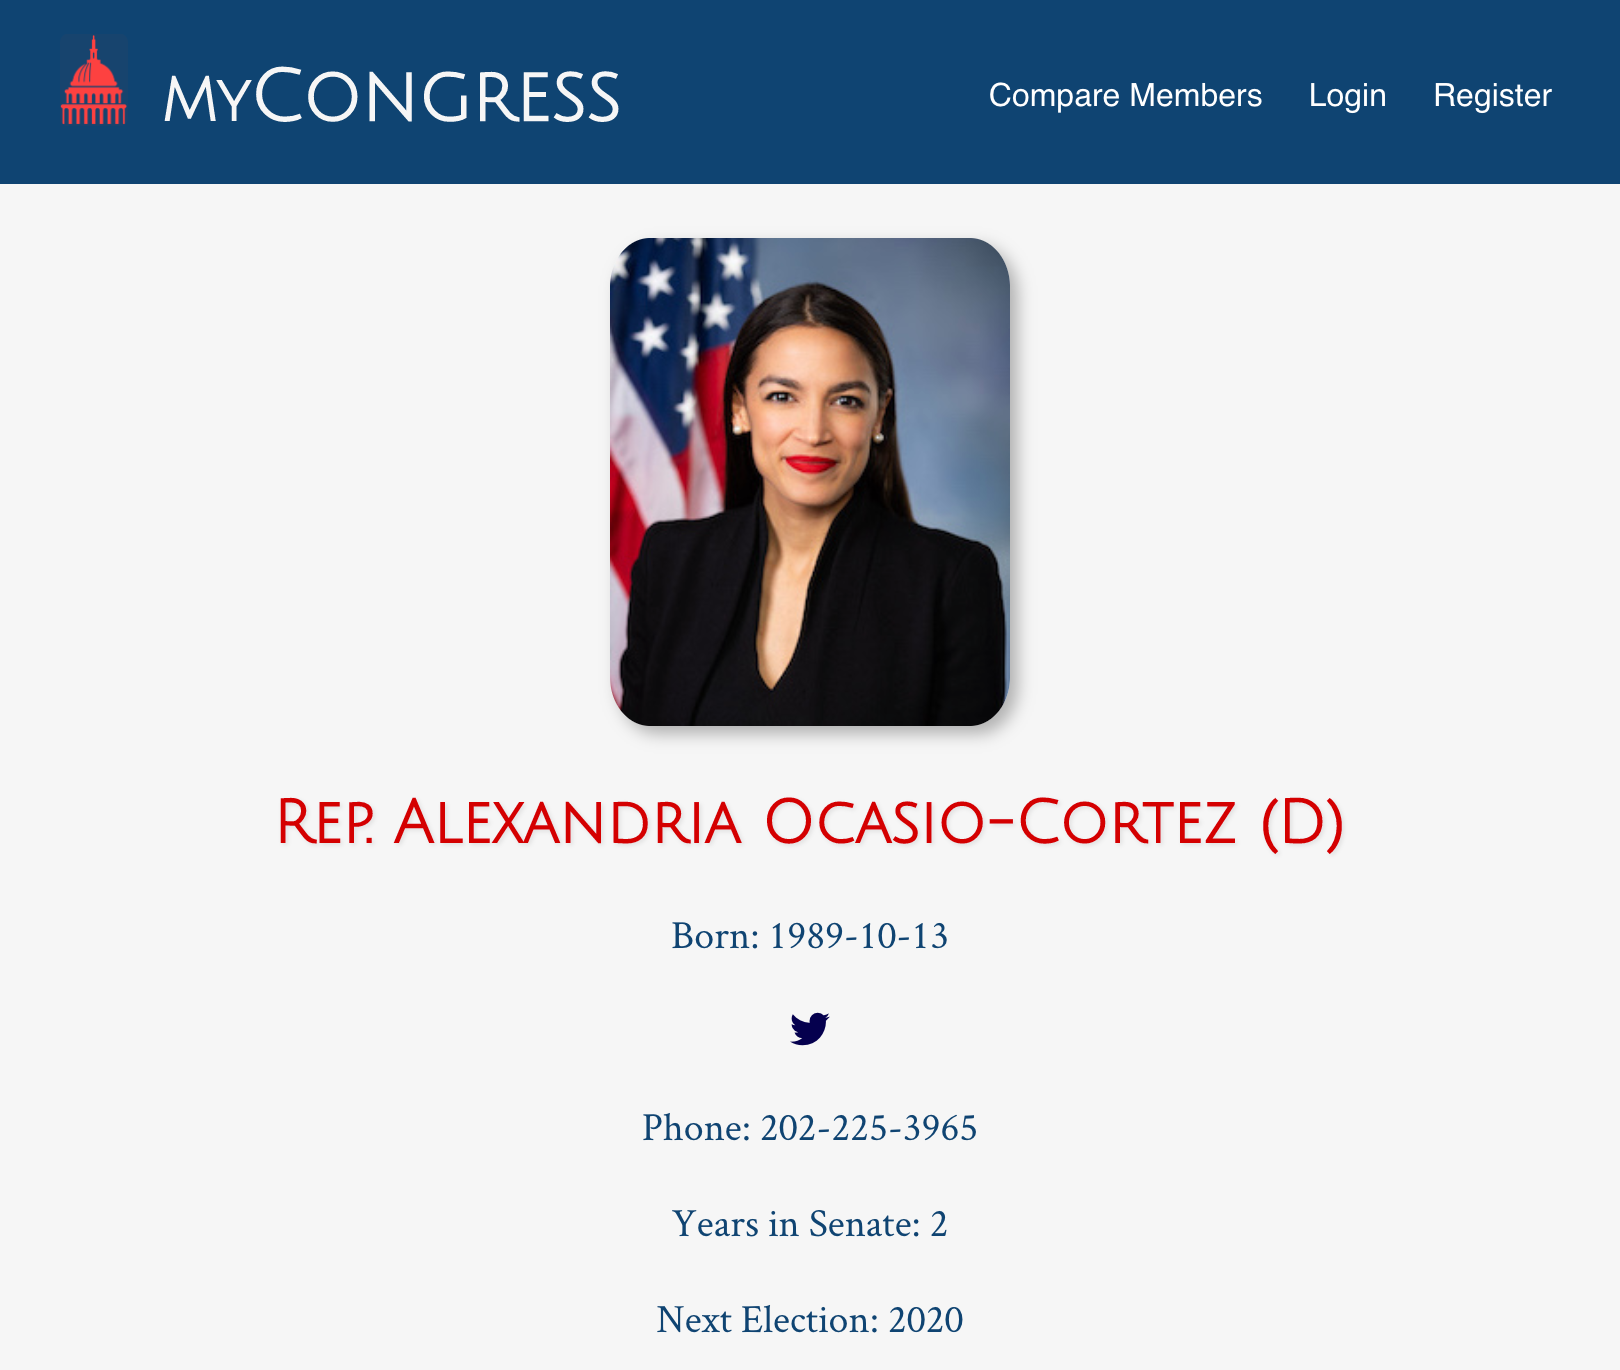 MyCongress
Compare Members Login Register
Rep. Alexandria Ocasio-Cortez (D)
Born: 1989-10-13
Phone: 202-225-3965
Years in Senate: 2
Next Election: 2020